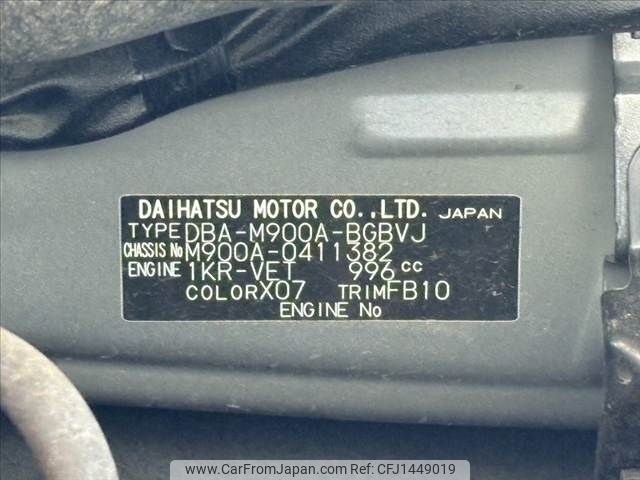 DAIHATSU MOTOR CO.,LTD. JAPAN
TYPE DBA-M900A-BGBVJ
CHASSIS No M900A-0411382
ENGINE 1KR-VET 996 cc
COLOR X07 TRIM FB10
ENGINE No
www.CarFromJapan.com ref:CFJ1449019